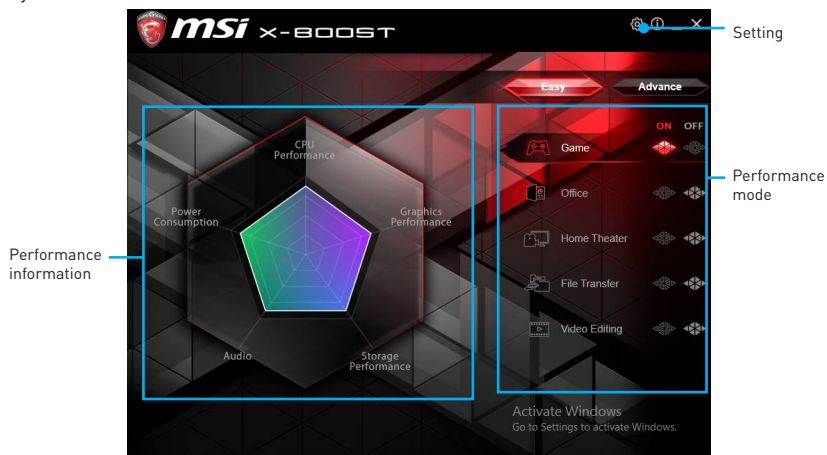 msi X-BOOST
Setting
Easy
Advance
ON OFF
Game
Office
Home Theater
File Transfer
Video Editing
Performance
mode
Performance
information
CPU
Performance
Power
Consumption
Graphics
Performance
Audio
Storage
Performance
Activate Windows
Go to Settings to activate Windows.